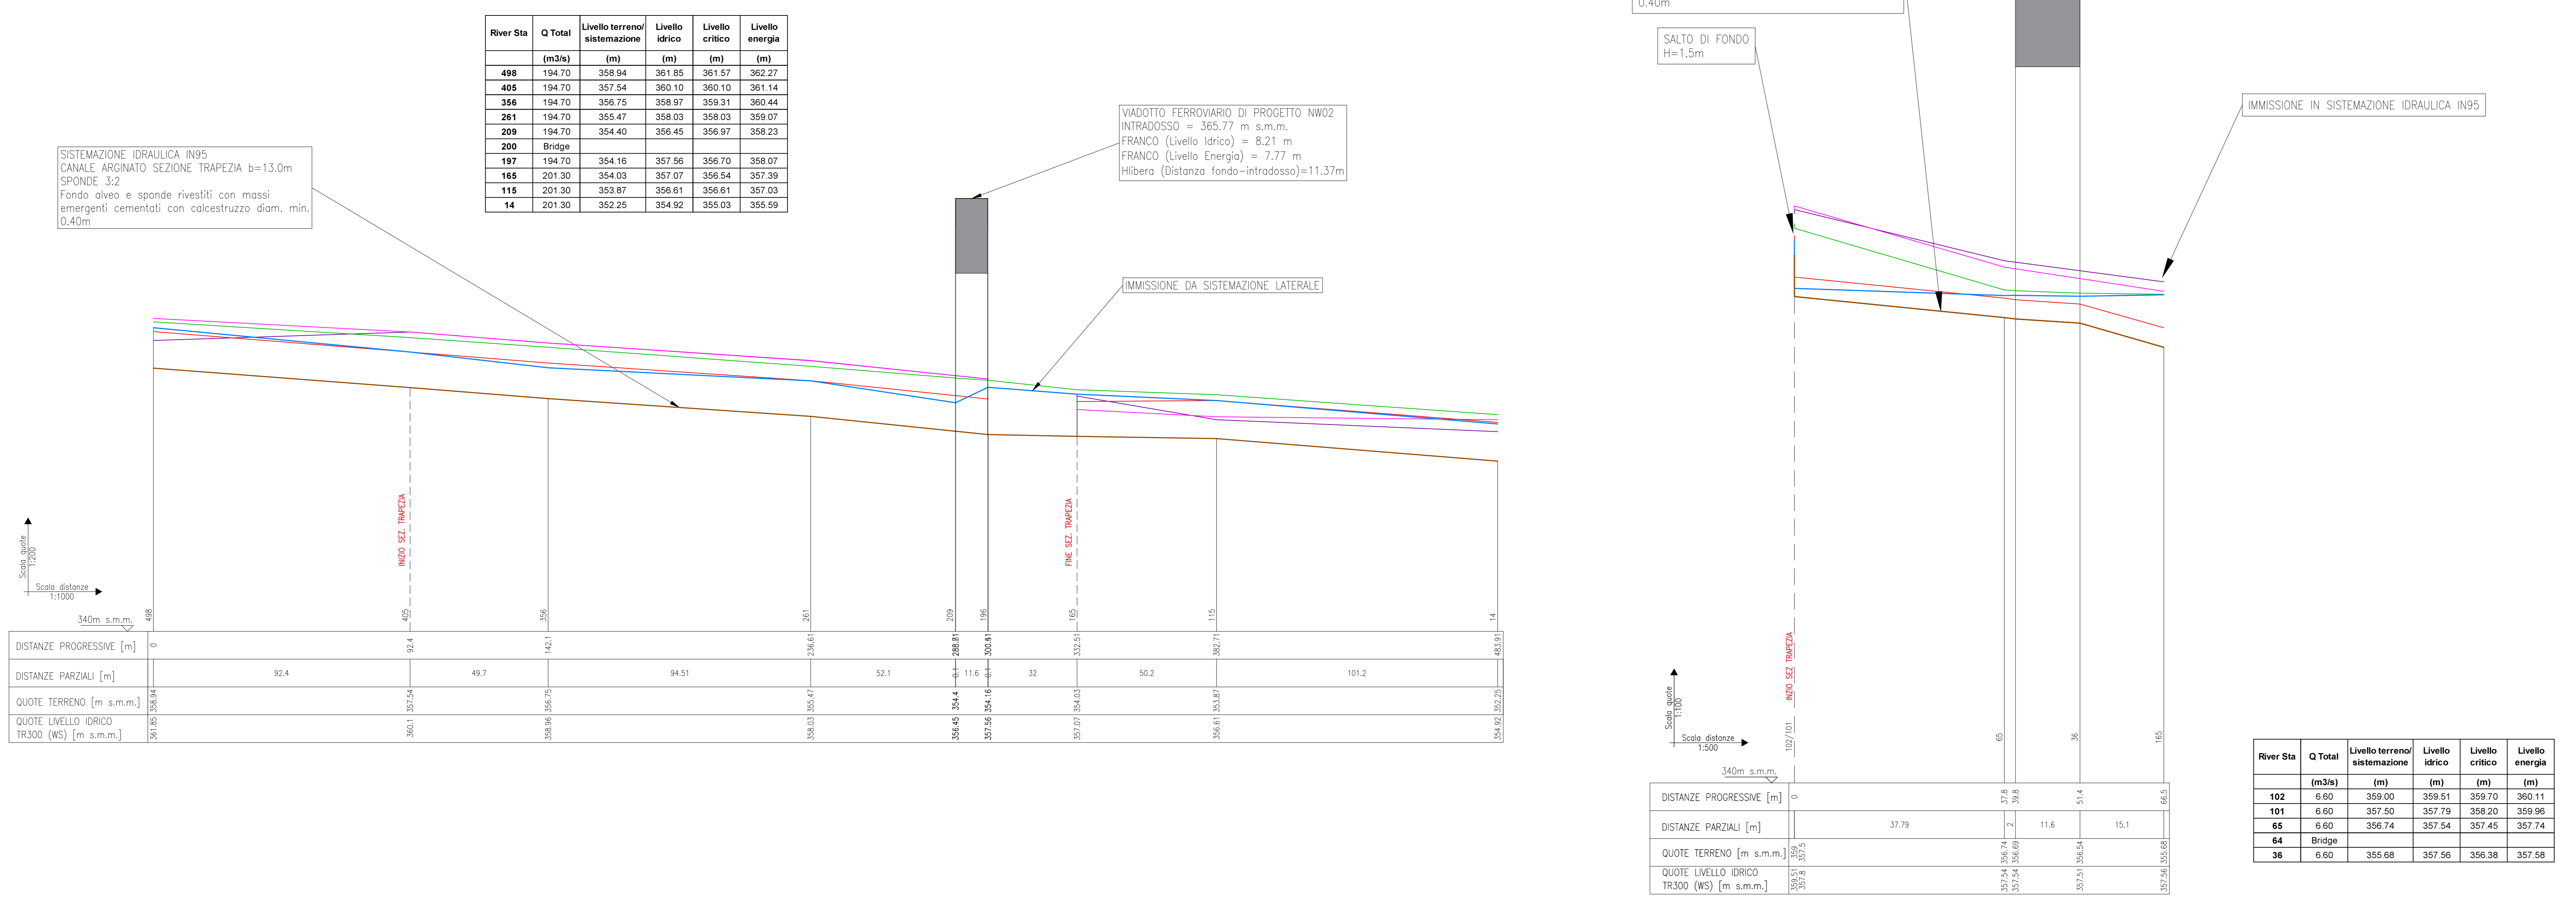 River Sta Q Total Livello terreno/ sistemazione Livello idrico Livello critico Livello energia
(m3/s) (m) (m) (m) (m)
498 194.70 358.94 361.85 361.57 362.27
405 194.70 357.54 360.10 360.10 361.14
356 194.70 356.75 358.97 359.31 360.44
261 194.70 355.47 358.03 358.03 359.07
209 194.70 354.40 356.45 356.97 358.23
200 Bridge
197 194.70 354.16 357.56 356.70 358.07
165 201.30 354.03 357.07 356.54 357.39
115 201.30 353.87 356.61 356.61 357.03
14 201.30 352.25 354.92 355.03 355.59
SISTEMAZIONE IDRAULICA IN95
CANALE ARGINATO SEZIONE TRAPEZIA b=13.0m
SPONDE 3:2
Fondo alveo e sponde rivestiti con massi
emergenti cementati con calcestruzzo diam. min.
0.40m
VIADOTTO FERROVIARIO DI PROGETTO NW02
INTRADOSSO = 365.77 m s.m.m.
FRANCO (Livello Idrico) = 8.21 m
FRANCO (Livello Energia) = 7.77 m
Hlibera (Distanza fondo-intradosso)=11.37m
IMMISSIONE DA SISTEMAZIONE LATERALE
INIZIO SEZ. TRAPEZIA
FINE SEZ. TRAPEZIA
Scala quote
1:200
Scala distanze
1:1000
340m s.m.m.
498 405 356 261 209 196 165 115 14
DISTANZE PROGRESSIVE [m] 0 92.4 142.1 236.61 332.51 382.71 483.91
DISTANZE PARZIALI [m] 92.4 49.7 94.51 52.1 0.1 11.6 0.1 32 50.2 101.2
QUOTE TERRENO [m s.m.m.] 358.94 357.54 356.75 355.47 354.4 354.16 354.03 353.87 352.25
QUOTE LIVELLO IDRICO
TR300 (WS) [m s.m.m.] 361.85 360.1 358.96 358.03 356.45 357.56 357.07 356.61 354.92
0.40m
SALTO DI FONDO
H=1.5m
IMMISSIONE IN SISTEMAZIONE IDRAULICA IN95
INZIO SEZ TRAPEZIA
Scala quote
1:100
Scala distanze
1:500
340m s.m.m.
102/101 65 36 165
DISTANZE PROGRESSIVE [m] 0 37.8 39.8 51.4 66.5
DISTANZE PARZIALI [m] 37.79 2 11.6 15.1
QUOTE TERRENO [m s.m.m.] 359 357.5 356.74 356.69 356.54 355.68
QUOTE LIVELLO IDRICO
TR300 (WS) [m s.m.m.] 359.51 357.8 357.54 357.54 357.51 357.56
River Sta Q Total Livello terreno/ sistemazione Livello idrico Livello critico Livello energia
(m3/s) (m) (m) (m) (m)
102 6.60 359.00 359.51 359.70 360.11
101 6.60 357.50 357.79 358.20 359.96
65 6.60 356.74 357.54 357.45 357.74
64 Bridge
36 6.60 355.68 357.56 356.38 357.58